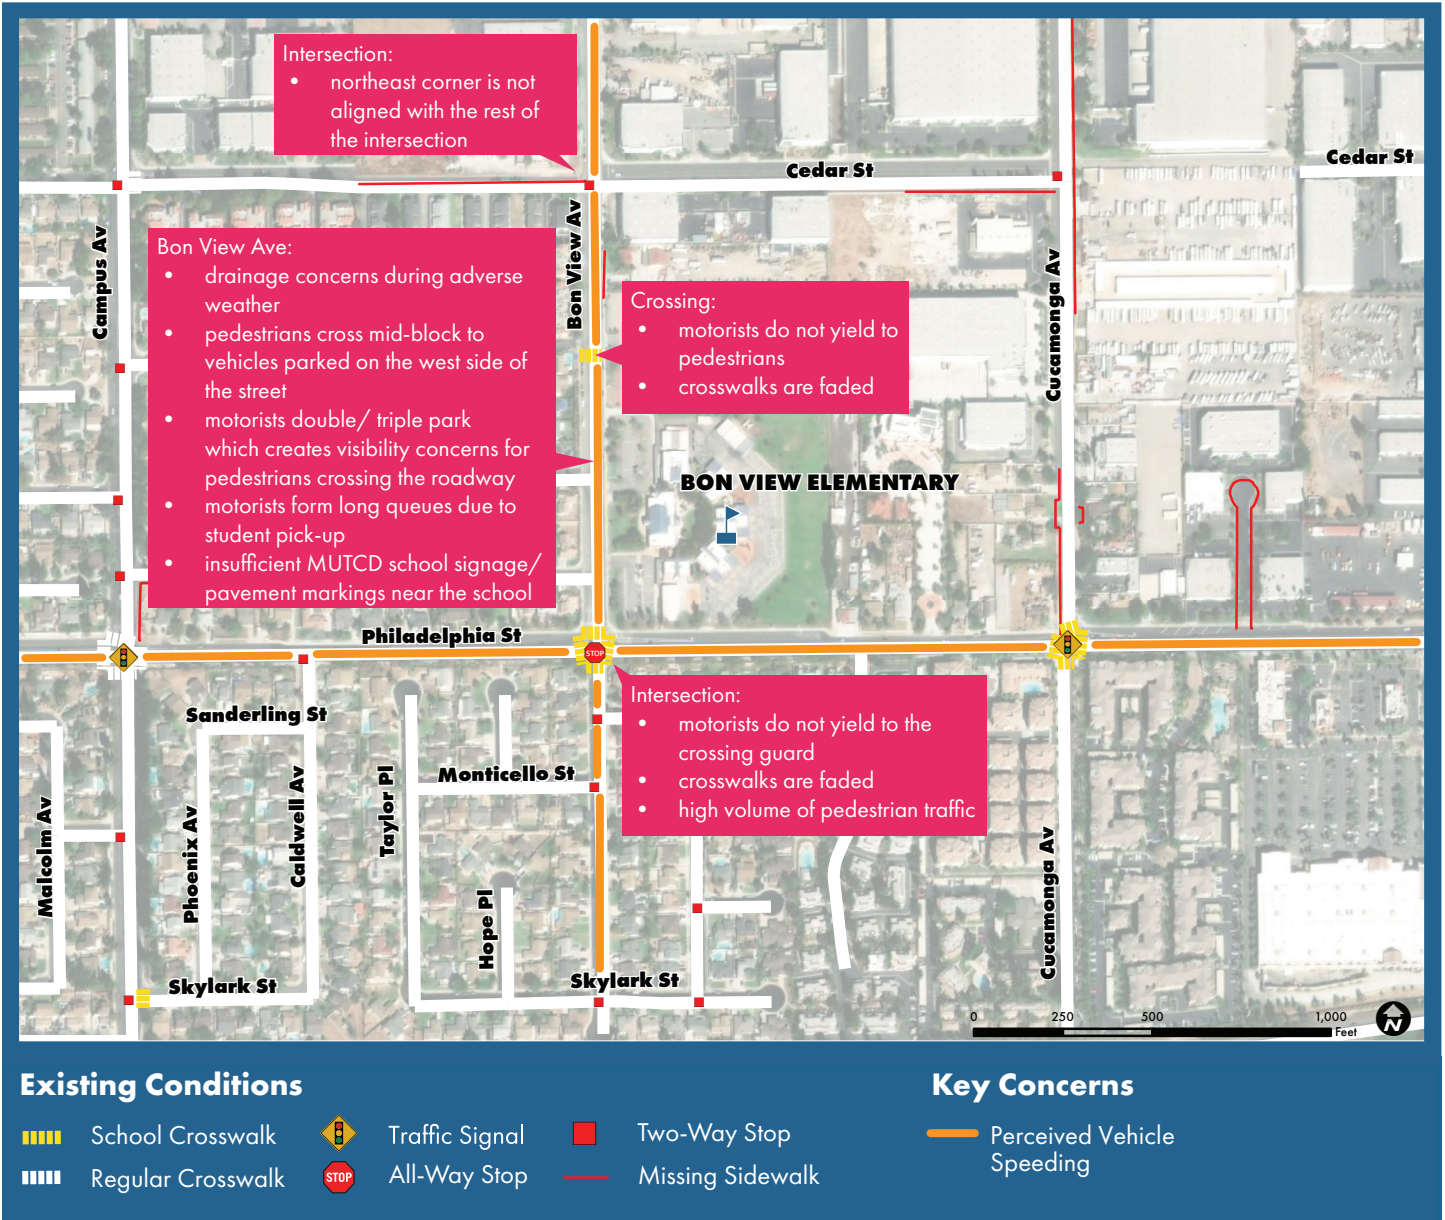 Intersection:
• northeast corner is not
aligned with the rest of
the intersection
Cedar St
Cedar St
Campus Av
Bon View Av
Cucamonga Av
Bon View Ave:
• drainage concerns during adverse
weather
• pedestrians cross mid-block to
vehicles parked on the west side of
the street
• motorists double/ triple park
which creates visibility concerns for
pedestrians crossing the roadway
• motorists form long queues due to
student pick-up
• insufficient MUTCD school signage/
pavement markings near the school
Crossing:
• motorists do not yield to
pedestrians
• crosswalks are faded
BON VIEW ELEMENTARY
Philadelphia St
STOP
Intersection:
• motorists do not yield to the
crossing guard
• crosswalks are faded
• high volume of pedestrian traffic
Sanderling St
Monticello St
Malcolm Av
Phoenix Av
Caldwell Av
Taylor Pl
Hope Pl
Cucamonga Av
Skylark St
Skylark St
0 250 500 1,000
Feet
N
Existing Conditions
School Crosswalk
Traffic Signal
Two-Way Stop
Regular Crosswalk
STOP
All-Way Stop
Missing Sidewalk
Key Concerns
Perceived Vehicle
Speeding